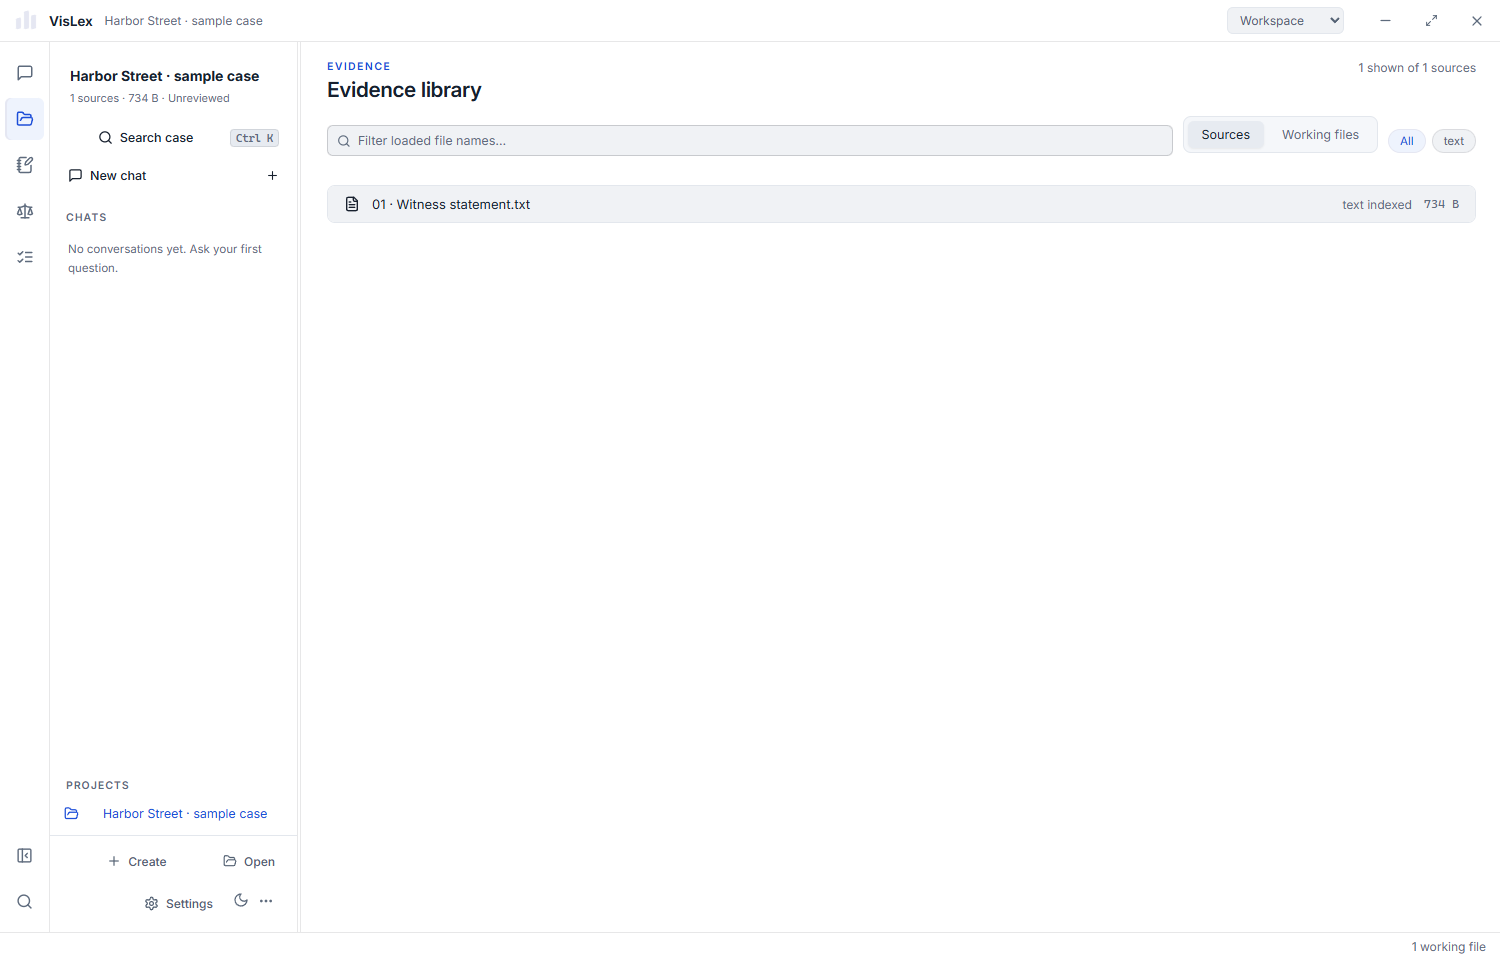 VisLex Harbor Street · sample case Workspace
Harbor Street · sample case
1 sources · 734 B · Unreviewed
Search case Ctrl K
New chat
CHATS
No conversations yet. Ask your first
question.
PROJECTS
Harbor Street · sample case
Create Open
Settings
EVIDENCE
Evidence library
1 shown of 1 sources
Filter loaded file names...
Sources Working files All text
01 · Witness statement.txt text indexed 734 B
1 working file